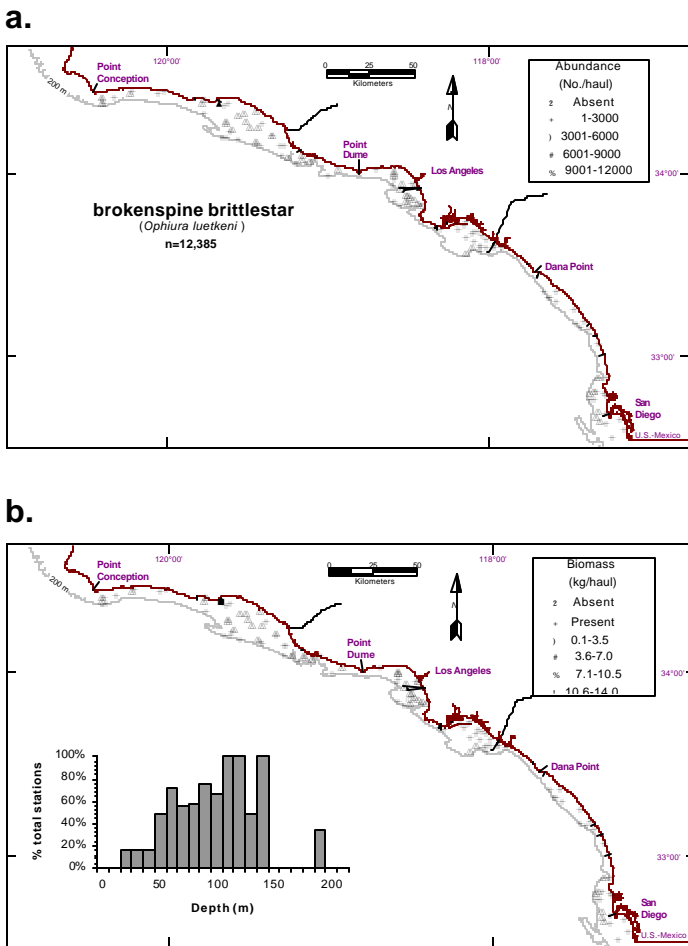 a.
120°00'
118°00'
Point
Conception
200 m
0 25 50
Kilometers
N
Abundance
(No./haul)
2 Absent
+ 1-3000
) 3001-6000
# 6001-9000
% 9001-12000
Point
Dume
Los Angeles
34°00'
brokenspine brittlestar
(Ophiura luetkeni )
n=12,385
Dana Point
33°00'
San
Diego
U.S.-Mexico
b.
120°00'
118°00'
Point
Conception
200 m
0 25 50
Kilometers
N
Biomass
(kg/haul)
2 Absent
+ Present
) 0.1-3.5
# 3.6-7.0
% 7.1-10.5
! 10.6-14.0
Point
Dume
Los Angeles
34°00'
Dana Point
100%
80%
60%
40%
20%
0%
% total stations
0 50 100 150 200
Depth (m)
33°00'
San
Diego
U.S.-Mexico